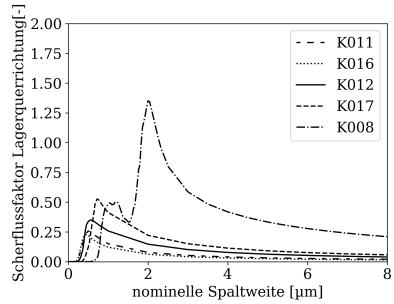 Scherflussfaktor Lagerquerrichtung[-]
2.00
1.75
1.50
1.25
1.00
0.75
0.50
0.25
0.00
K011
K016
K012
K017
K008
0 2 4 6 8
nominelle Spaltweite [µm]